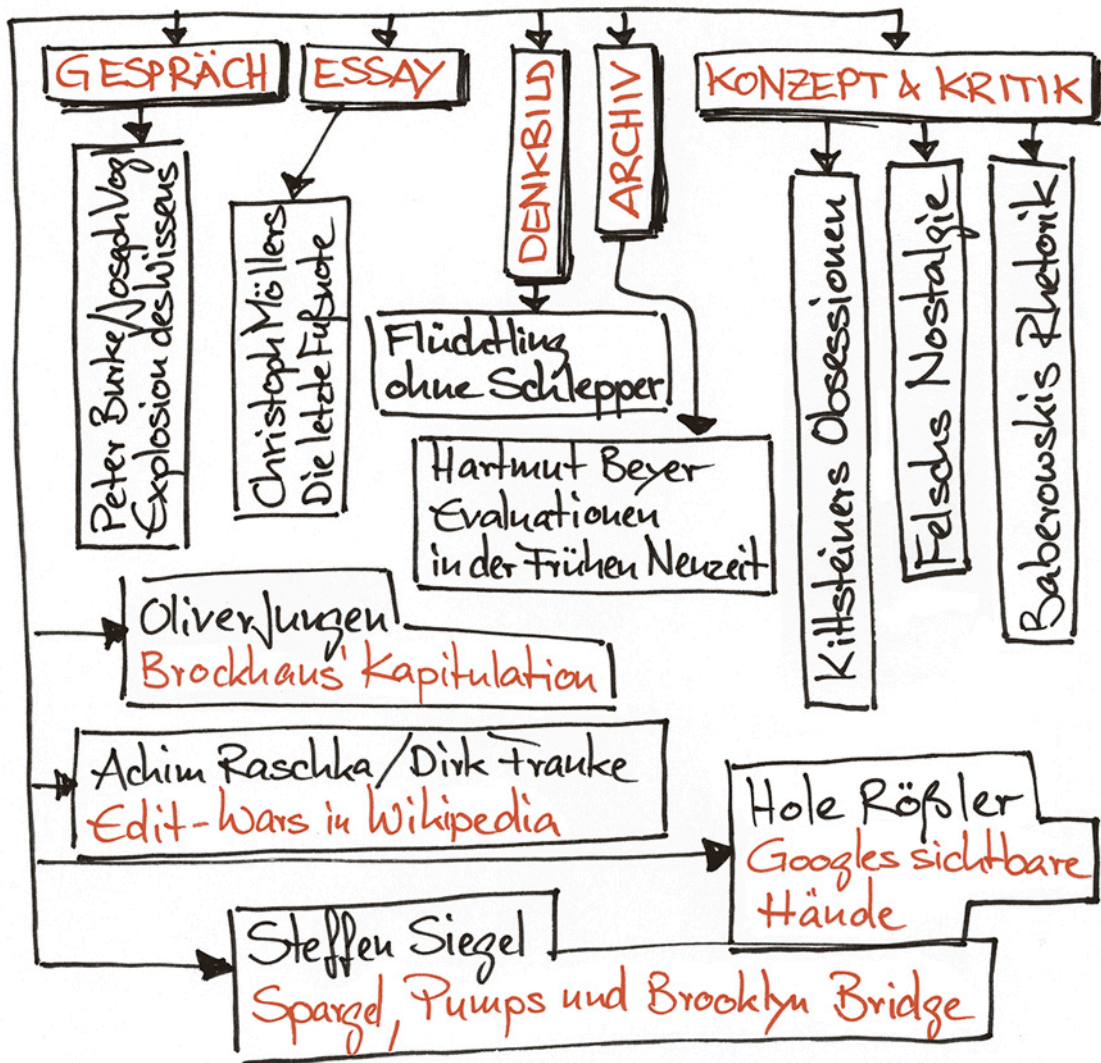 GESPRÄCH
ESSAY
DENKBILD
ARCHIV
KONZEPT & KRITIK
Peter Burke/Joseph Vogl
Explosion des Wissens
Christoph Möllers
Die letzte Fußnote
Flüchtling
ohne Schlepper
Hartmut Beyer
Evaluationen
in der Frühen Neuzeit
Kittsteiners Obsessionen
Felschs Nostalgie
Baberowskis Rhetorik
Oliver Jungen
Brockhaus' Kapitulation
Achim Raschka/Dirk Franke
Edit-Wars in Wikipedia
Hole Rößler
Googles sichtbare
Hände
Steffen Siegel
Spargel, Pumps und Brooklyn Bridge